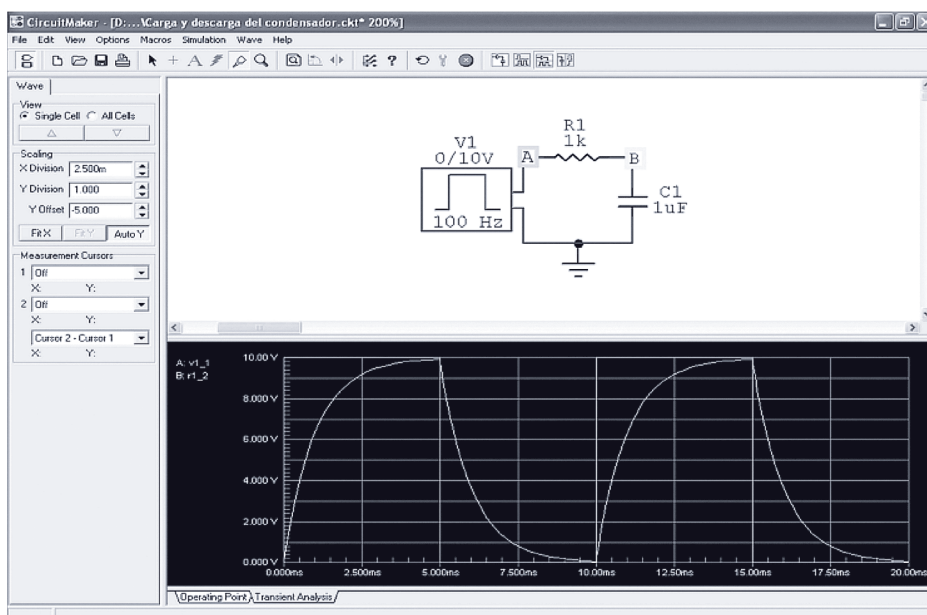 CircuitMaker - [D:...\Carga y descarga del condensador.ckt* 200%]
File Edit View Options Macros Simulation Wave Help
Wave
View
Single Cell All Cells
Scaling
X Division 2.500m
Y Division 1.000
Y Offset -5.000
Fit X Fit Y Auto Y
Measurement Cursors
1 Off
X: Y:
2 Off
X: Y:
Cursor 2 - Cursor 1
X: Y:
V1
0/10V
100 Hz
A
R1
1k
B
C1
1uF
A: v1_1
B: r1_2
10.00 V
8.000 V
6.000 V
4.000 V
2.000 V
0.000 V
0.000ms 2.500ms 5.000ms 7.500ms 10.00ms 12.50ms 15.00ms 17.50ms 20.00ms
Operating Point Transient Analysis